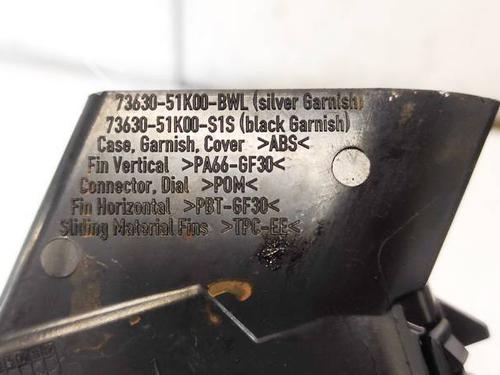 73630-51K00-BWL (silver Garnish)
73630-51K00-S1S (black Garnish)
Case, Garnish, Cover >ABS<
Fin Vertical >PA66-GF30<
Connector, Dial >POM<
Fin Horizontal >PBT-GF30<
Sliding Material Fins >TPC-EE<